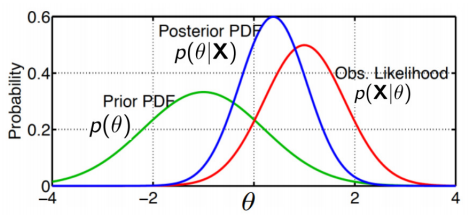 0.6
Posterior PDF
p(θ|X)
0.4
Obs. Likelihood
p(X|θ)
Prior PDF
p(θ)
0.2
0
Probability
-4 -2 0 2 4
θ